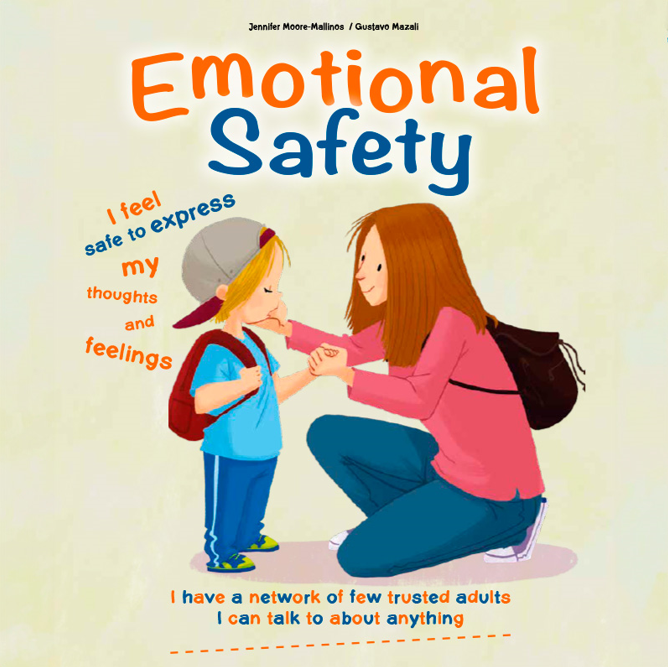 Jennifer Moore-Mallinos / Gustavo Mazali
Emotional
Safety
I feel
safe to express
my
thoughts
and
feelings
I have a network of few trusted adults
I can talk to about anything